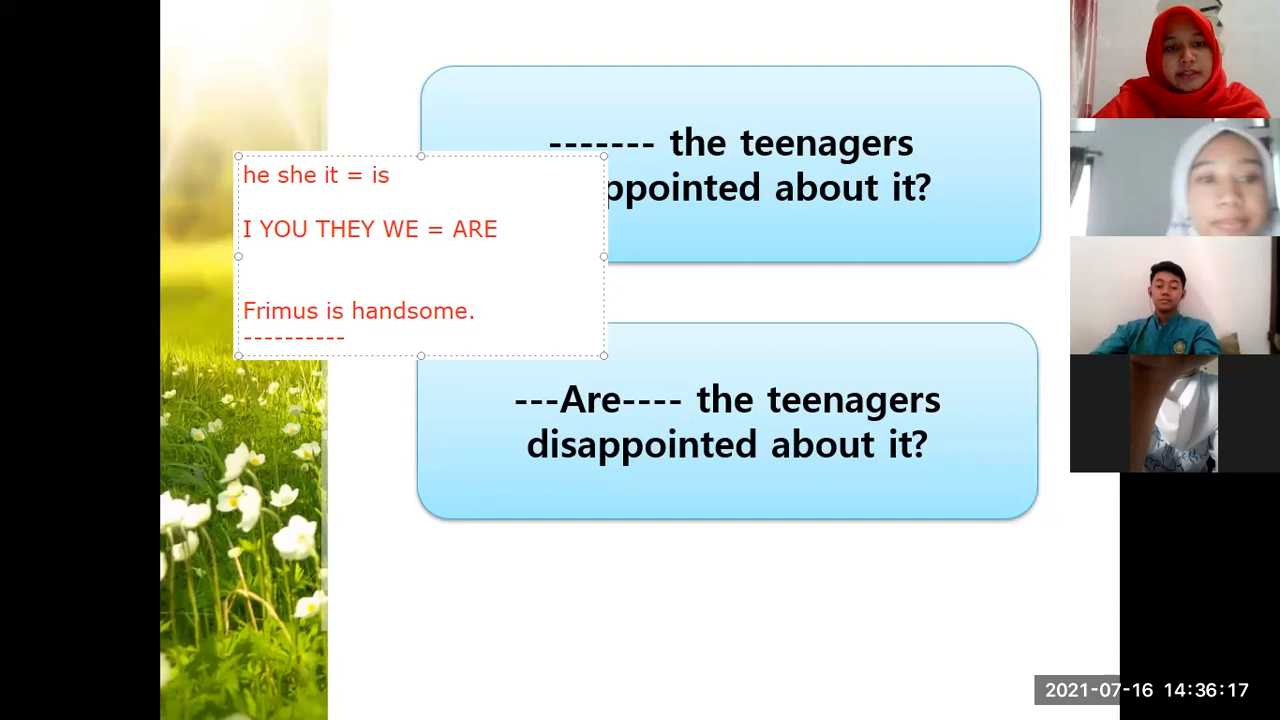 ------- the teenagers
ppointed about it?
he she it = is
I YOU THEY WE = ARE
Frimus is handsome.
----------
---Are---- the teenagers
disappointed about it?
2021-07-16 14:36:17